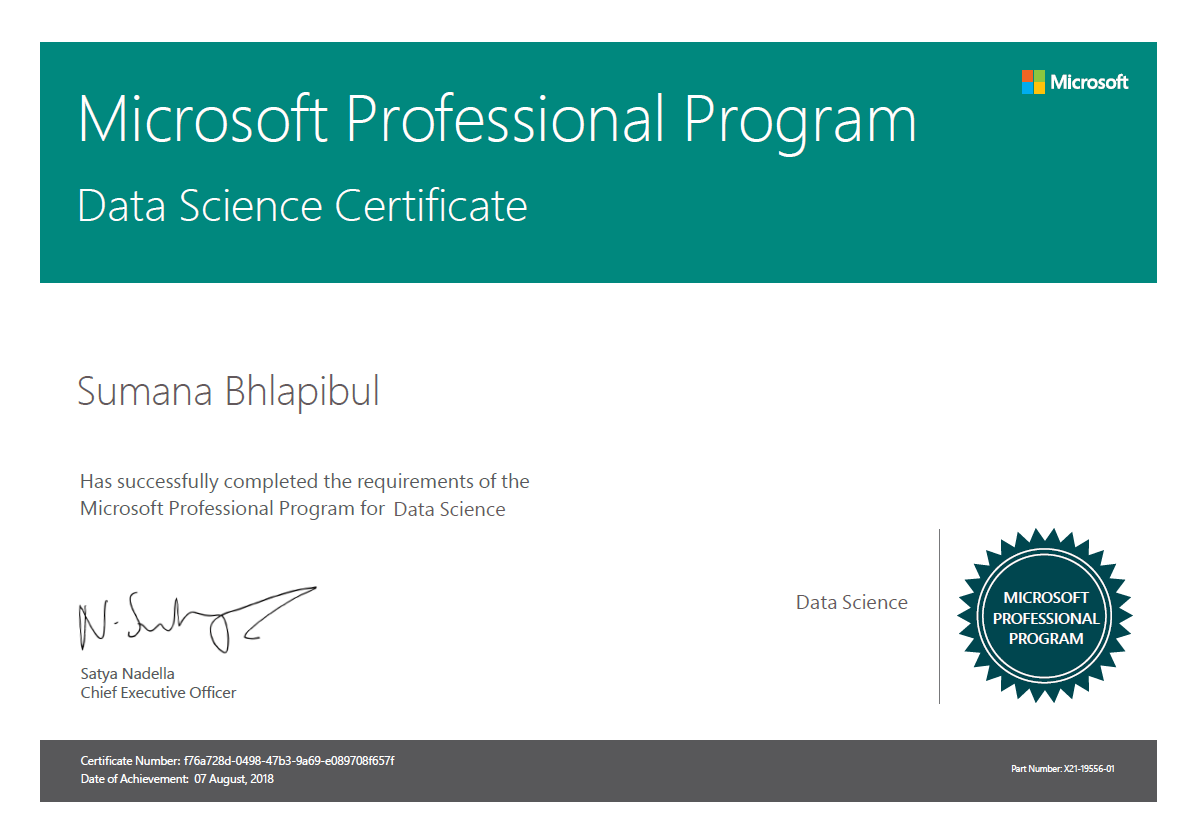 Microsoft
Microsoft Professional Program
Data Science Certificate
Sumana Bhlapibul
Has successfully completed the requirements of the
Microsoft Professional Program for Data Science
Satya Nadella
Chief Executive Officer
Data Science
MICROSOFT
PROFESSIONAL
PROGRAM
Certificate Number: f76a728d-0498-47b3-9a69-e089708f657f
Date of Achievement: 07 August, 2018
Part Number: X21-19556-01